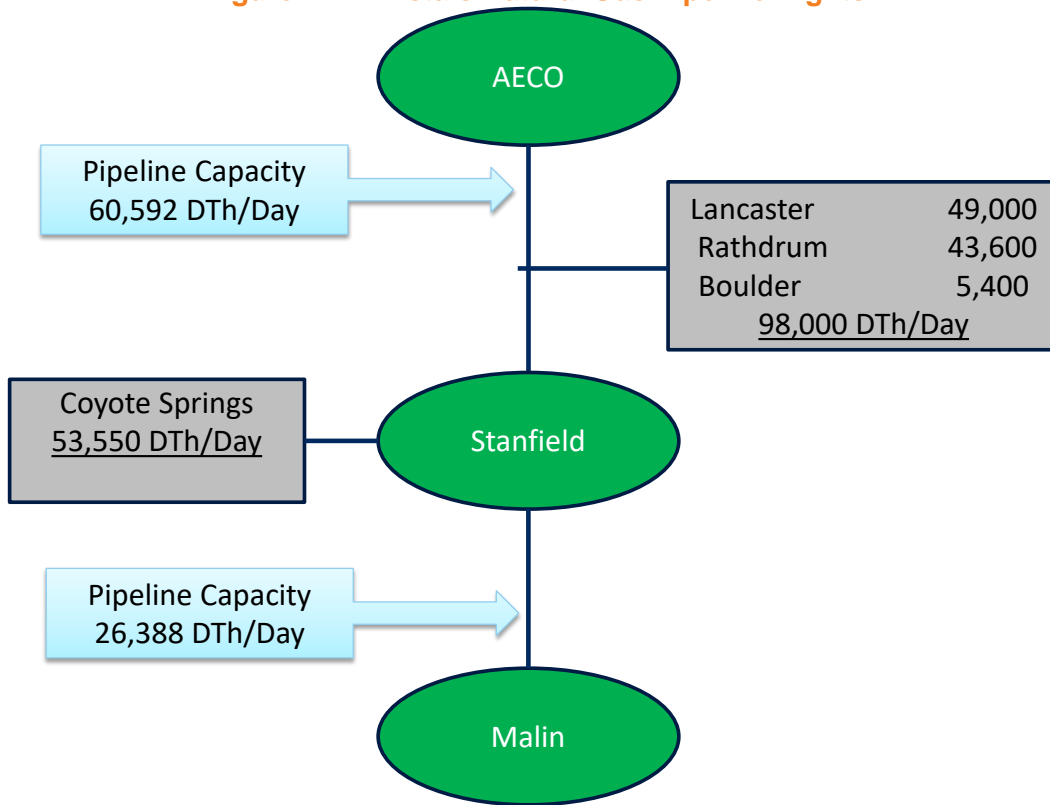 AECO
Pipeline Capacity
60,592 DTh/Day
Lancaster 49,000
Rathdrum 43,600
Boulder 5,400
98,000 DTh/Day
Coyote Springs
53,550 DTh/Day
Stanfield
Pipeline Capacity
26,388 DTh/Day
Malin